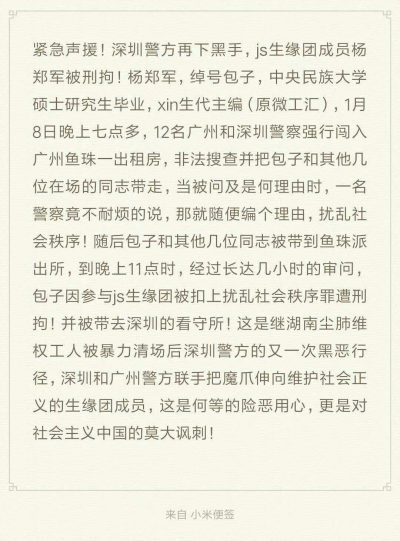 紧急声援！深圳警方再下黑手，js生缘团成员杨
郑军被刑拘！杨郑军，绰号包子，中央民族大学
硕士研究生毕业，xin生代主编（原微工汇），1月
8日晚上七点多，12名广州和深圳警察强行闯入
广州鱼珠一出租房，非法搜查并把包子和其他几
位在场的同志带走，当被问及是何理由时，一名
警察竟不耐烦的说，那就随便编个理由，扰乱社
会秩序！随后包子和其他几位同志被带到鱼珠派
出所，到晚上11点时，经过长达几小时的审问，
包子因参与js生缘团被扣上扰乱社会秩序罪遭刑
拘！并被带去深圳的看守所！这是继湖南尘肺维
权工人被暴力清场后深圳警方的又一次黑恶行
径，深圳和广州警方联手把魔爪伸向维护社会正
义的生缘团成员，这是何等的险恶用心，更是对
社会主义中国的莫大讽刺！
来自 小米便签